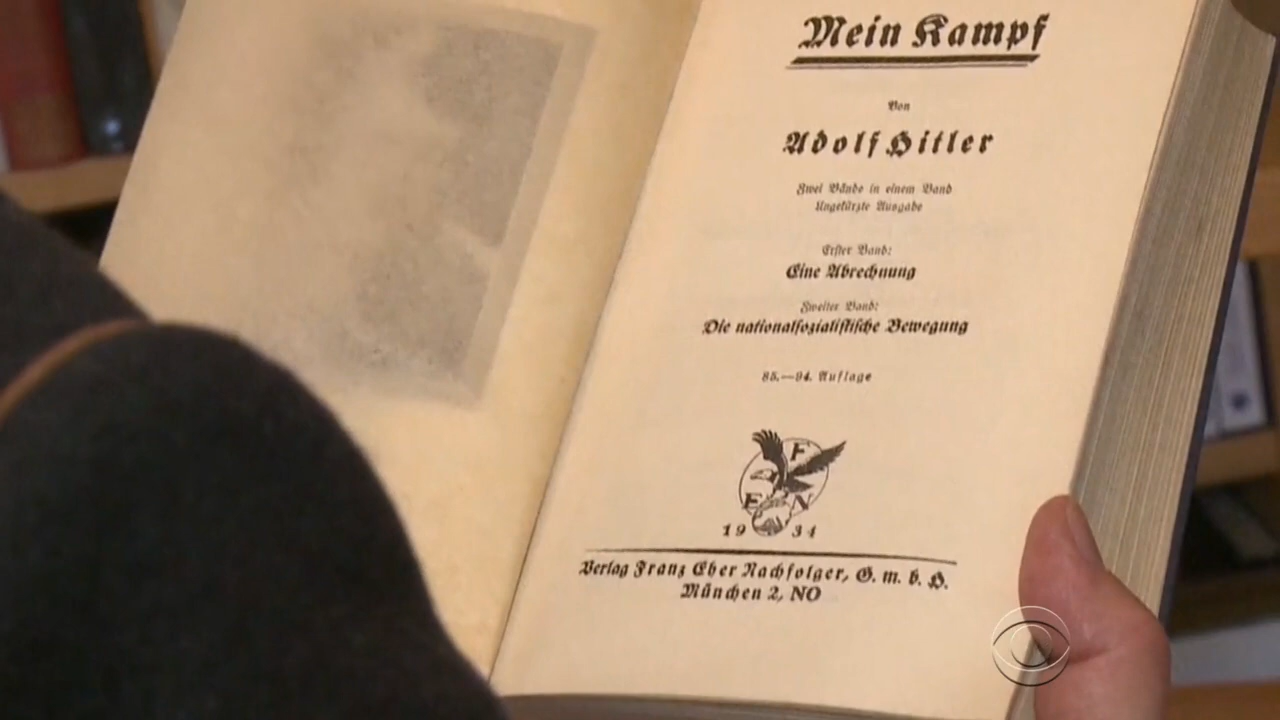 Mein Kampf
Von
Adolf Hitler
Zwei Bände in einem Band
Ungekürzte Ausgabe
Erster Band:
Eine Abrechnung
Zweiter Band:
Die nationalsozialistische Bewegung
85.—94. Auflage
F
E N
19 34
Verlag Franz Eher Nachfolger, G. m. b. H.
München 2, NO